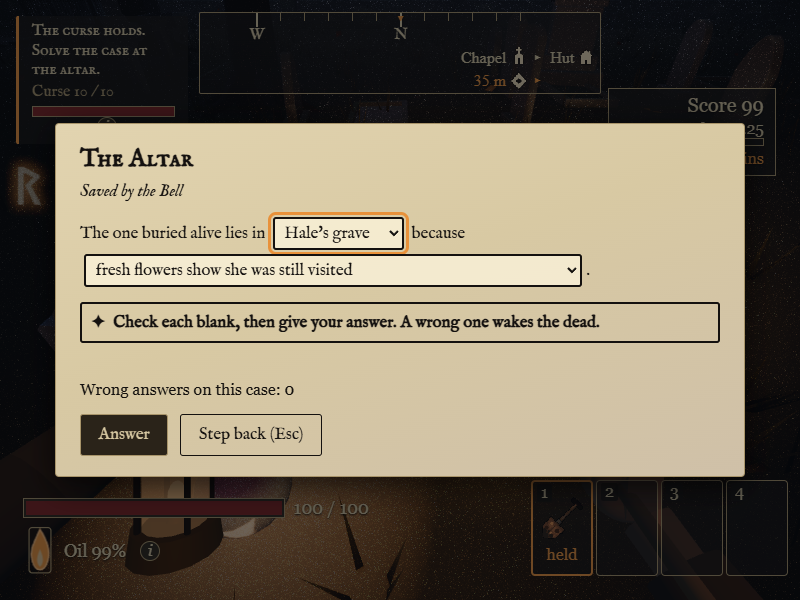 The curse holds.
Solve the case at
the altar.
Curse 10/10
W
N
Chapel
Hut
35 m
Score 99
25
ins
ᚱ
The Altar
Saved by the Bell
The one buried alive lies in Hale's grave because
fresh flowers show she was still visited .
Check each blank, then give your answer. A wrong one wakes the dead.
Wrong answers on this case: 0
Answer
Step back (Esc)
100 / 100
Oil 99%
i
1
2
3
4
held